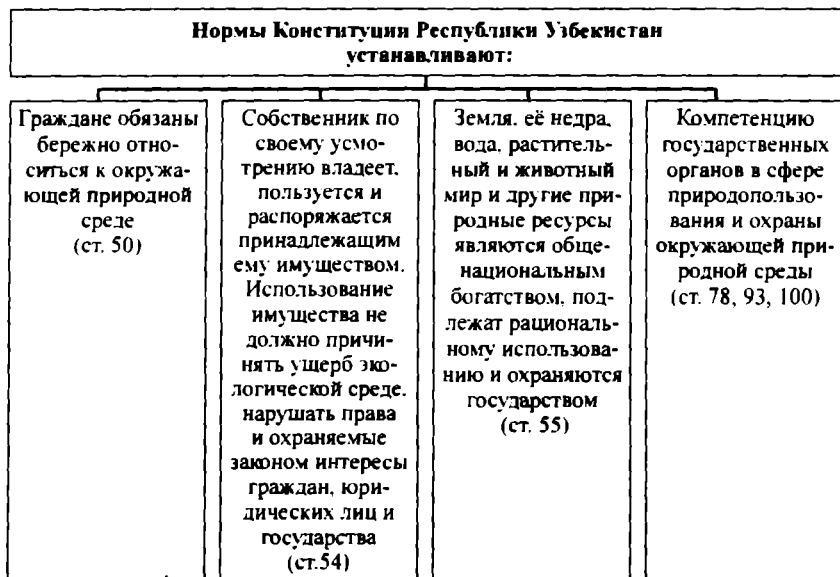 Нормы Конституции Республики Узбекистан
устанавливают:
Граждане обязаны
бережно отно-
ситься к окружа-
ющей природной
среде
(ст. 50)
Собственник по
своему усмо-
трению владеет,
пользуется и
распоряжается
принадлежащим
ему имуществом.
Использование
имущества не
должно причи-
нять ущерб эко-
логической среде,
нарушать права
и охраняемые
законом интересы
граждан, юри-
дических лиц и
государства
(ст.54)
Земля, её недра,
вода, раститель-
ный и животный
мир и другие при-
родные ресурсы
являются обще-
национальным
богатством, под-
лежат рациональ-
ному использова-
нию и охраняются
государством
(ст. 55)
Компетенцию
государственных
органов в сфере
природопользо-
вания и охраны
окружающей при-
родной среды
(ст. 78, 93, 100)